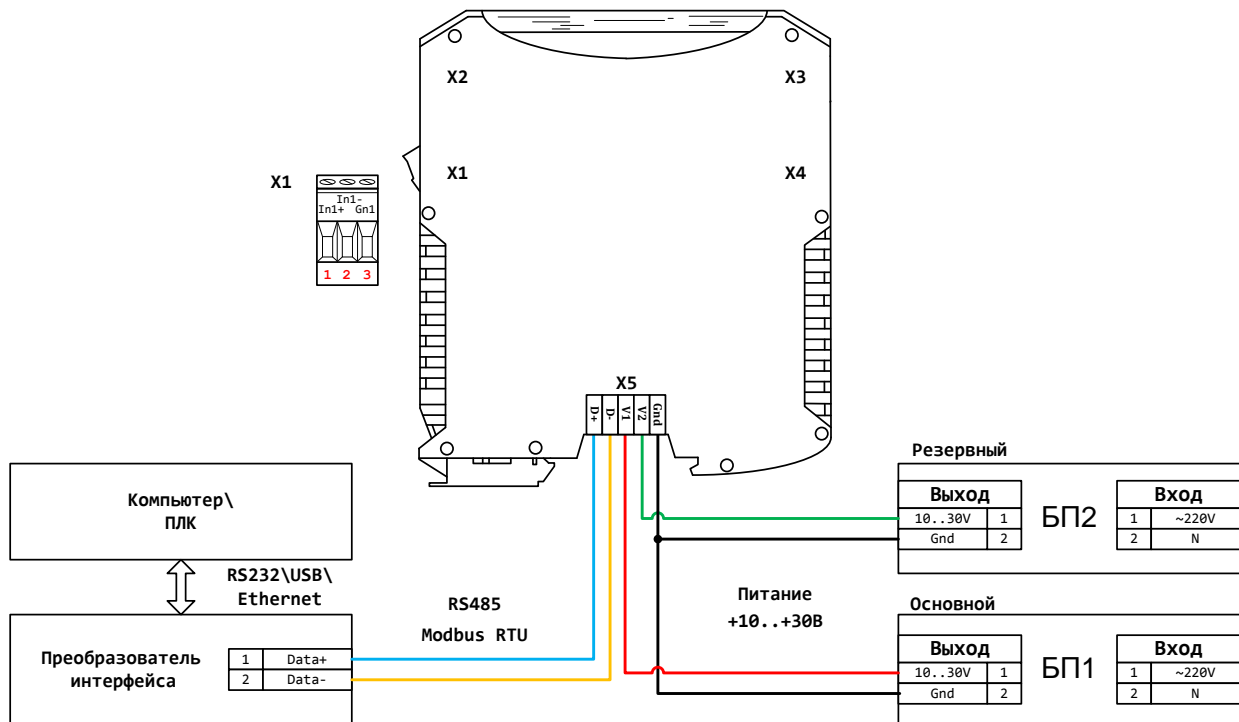 X2
X3
X1
X4
X1
In1-
In1+ Gn1
1 2 3
X5
D+ D- V1 V2 Gnd
Компьютер\
ПЛК
RS232\USB\
Ethernet
Преобразователь
интерфейса
1 Data+
2 Data-
RS485
Modbus RTU
Питание
+10..+30В
Резервный
Выход
10..30V 1
Gnd 2
БП2
Вход
1 ~220V
2 N
Основной
Выход
10..30V 1
Gnd 2
БП1
Вход
1 ~220V
2 N